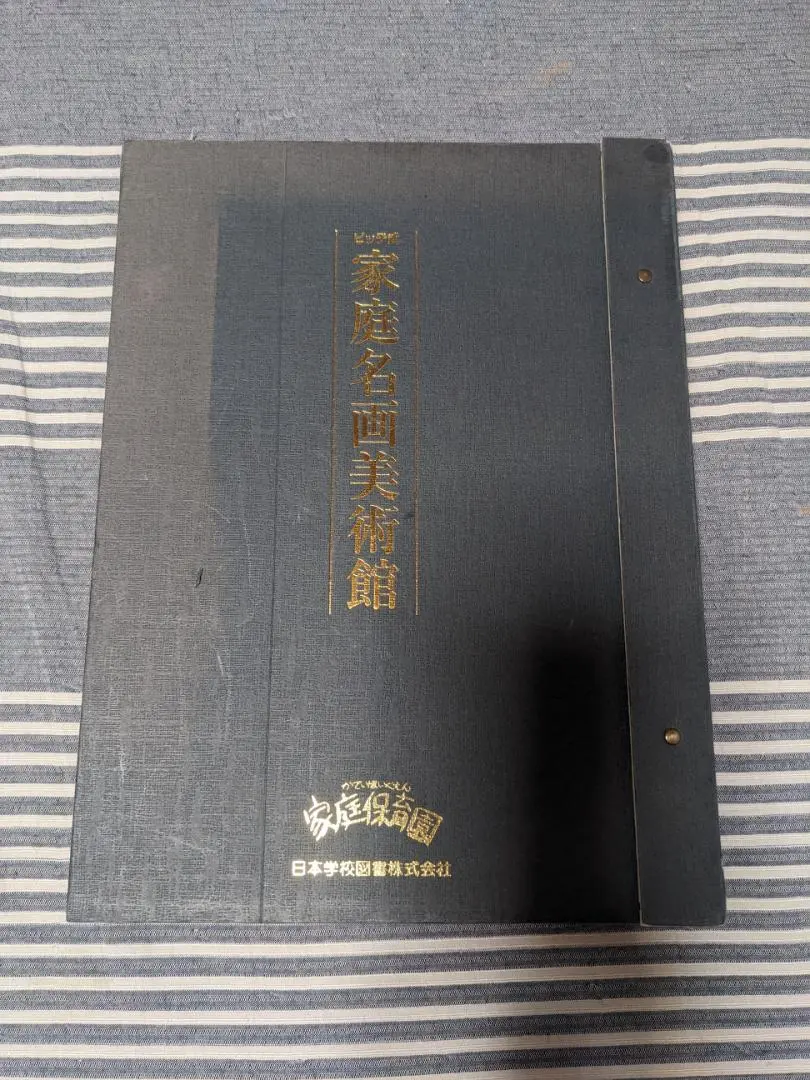 ビッグ版
家庭名画美術館
かていほいくえん
家庭保育園
日本学校図書株式会社